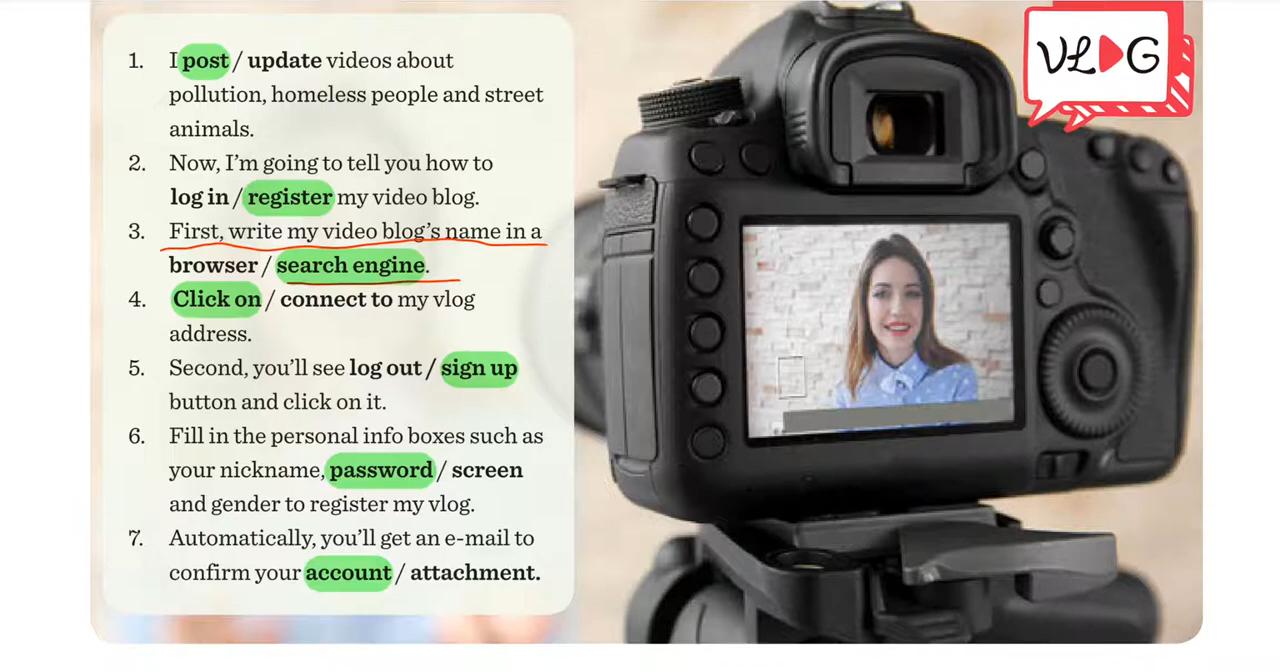 1. I post / update videos about
pollution, homeless people and street
animals.
2. Now, I'm going to tell you how to
log in / register my video blog.
3. First, write my video blog's name in a
browser / search engine.
4. Click on / connect to my vlog
address.
5. Second, you'll see log out / sign up
button and click on it.
6. Fill in the personal info boxes such as
your nickname, password / screen
and gender to register my vlog.
7. Automatically, you'll get an e-mail to
confirm your account / attachment.
VLOG